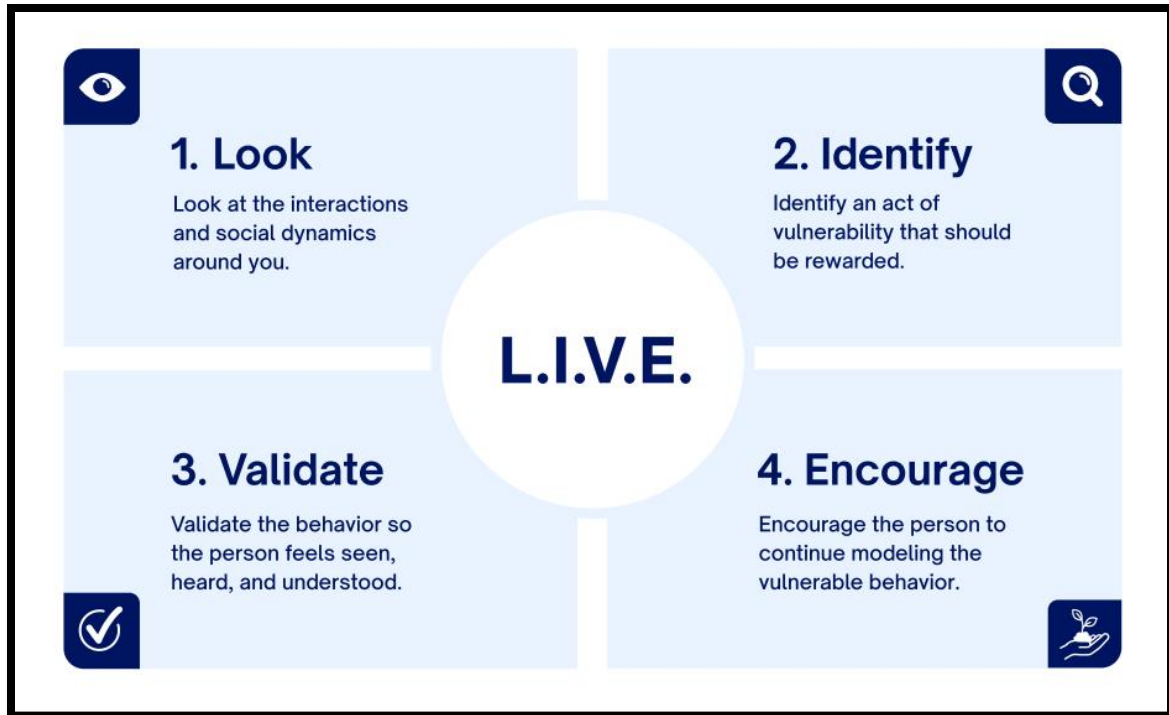 1. Look
Look at the interactions
and social dynamics
around you.
2. Identify
Identify an act of
vulnerability that should
be rewarded.
L.I.V.E.
3. Validate
Validate the behavior so
the person feels seen,
heard, and understood.
4. Encourage
Encourage the person to
continue modeling the
vulnerable behavior.